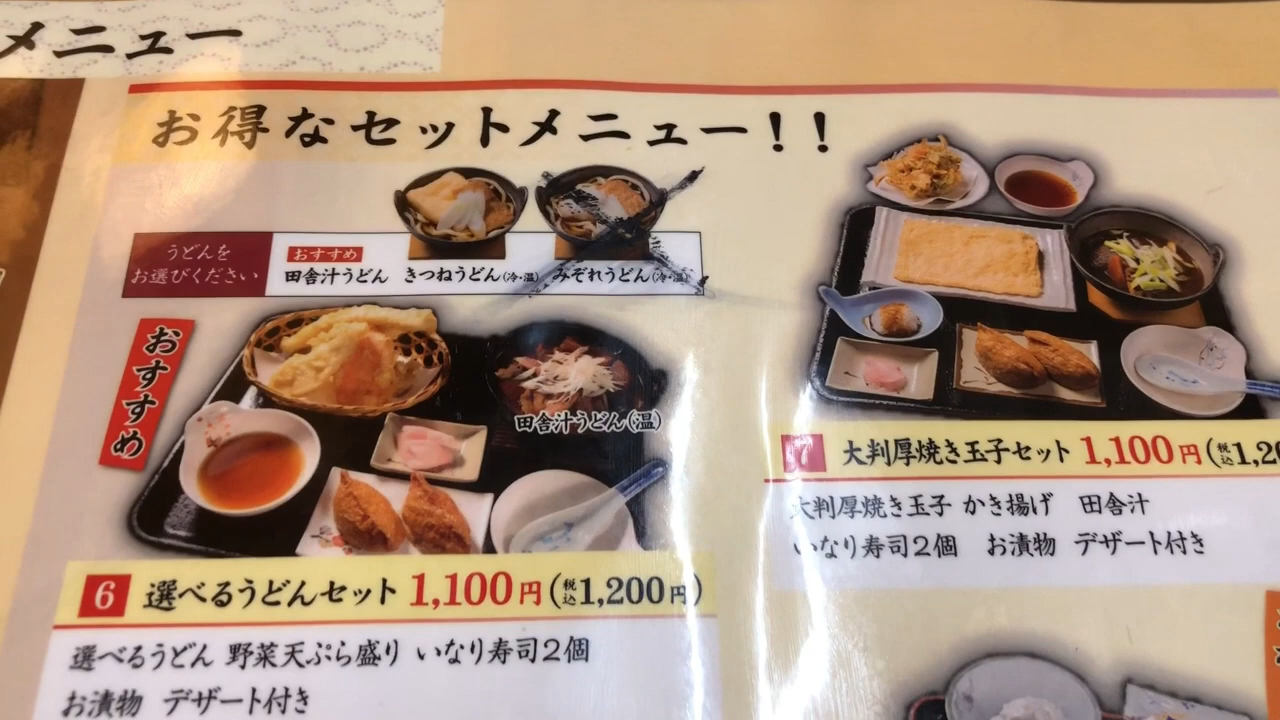 メニュー
お得なセットメニュー!!
うどんを
お選びください
おすすめ
田舎汁うどん きつねうどん(冷・温) みぞれうどん(冷・温)
おすすめ
田舎汁うどん(温)
6 選べるうどんセット 1,100円(税込1,200円)
選べるうどん 野菜天ぷら盛り いなり寿司2個
お漬物 デザート付き
7 大判厚焼き玉子セット 1,100円(税込1,20
大判厚焼き玉子 かき揚げ 田舎汁
いなり寿司2個 お漬物 デザート付き